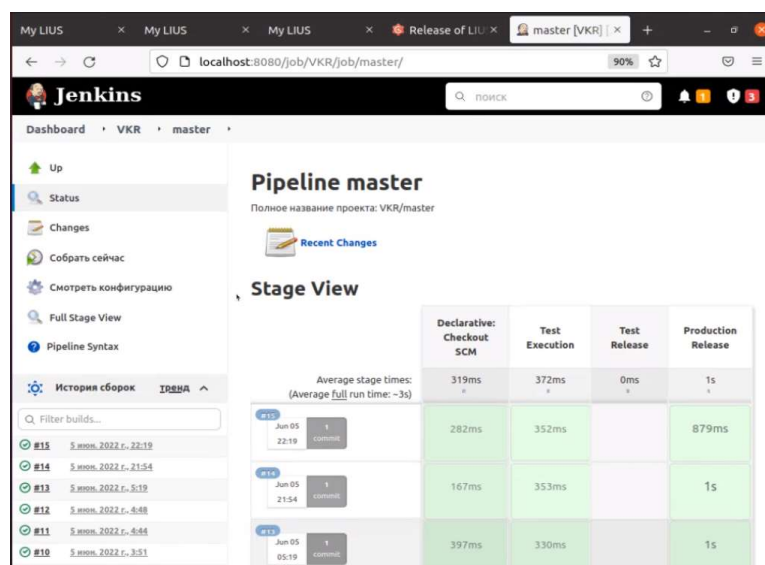 My LIUS × My LIUS × My LIUS × Release of LIU × master [VKR] [ × +
localhost:8080/job/VKR/job/master/ 90%
Jenkins
поиск
1 3
Dashboard VKR master
Up
Status
Changes
Собрать сейчас
Смотреть конфигурацию
Full Stage View
Pipeline Syntax
История сборок тренд
Filter builds...
#15 5 июн. 2022 г., 22:19
#14 5 июн. 2022 г., 21:54
#13 5 июн. 2022 г., 5:19
#12 5 июн. 2022 г., 4:48
#11 5 июн. 2022 г., 4:44
#10 5 июн. 2022 г., 3:51
Pipeline master
Полное название проекта: VKR/master
Recent Changes
Stage View
Declarative:
Checkout
SCM
Test
Execution
Test
Release
Production
Release
Average stage times:
(Average full run time: ~3s)
319ms 372ms 0ms 1s
#15
Jun 05
22:19
1
commit
282ms 352ms 879ms
#14
Jun 05
21:54
1
commit
167ms 353ms 1s
#13
Jun 05
05:19
1
commit
397ms 330ms 1s